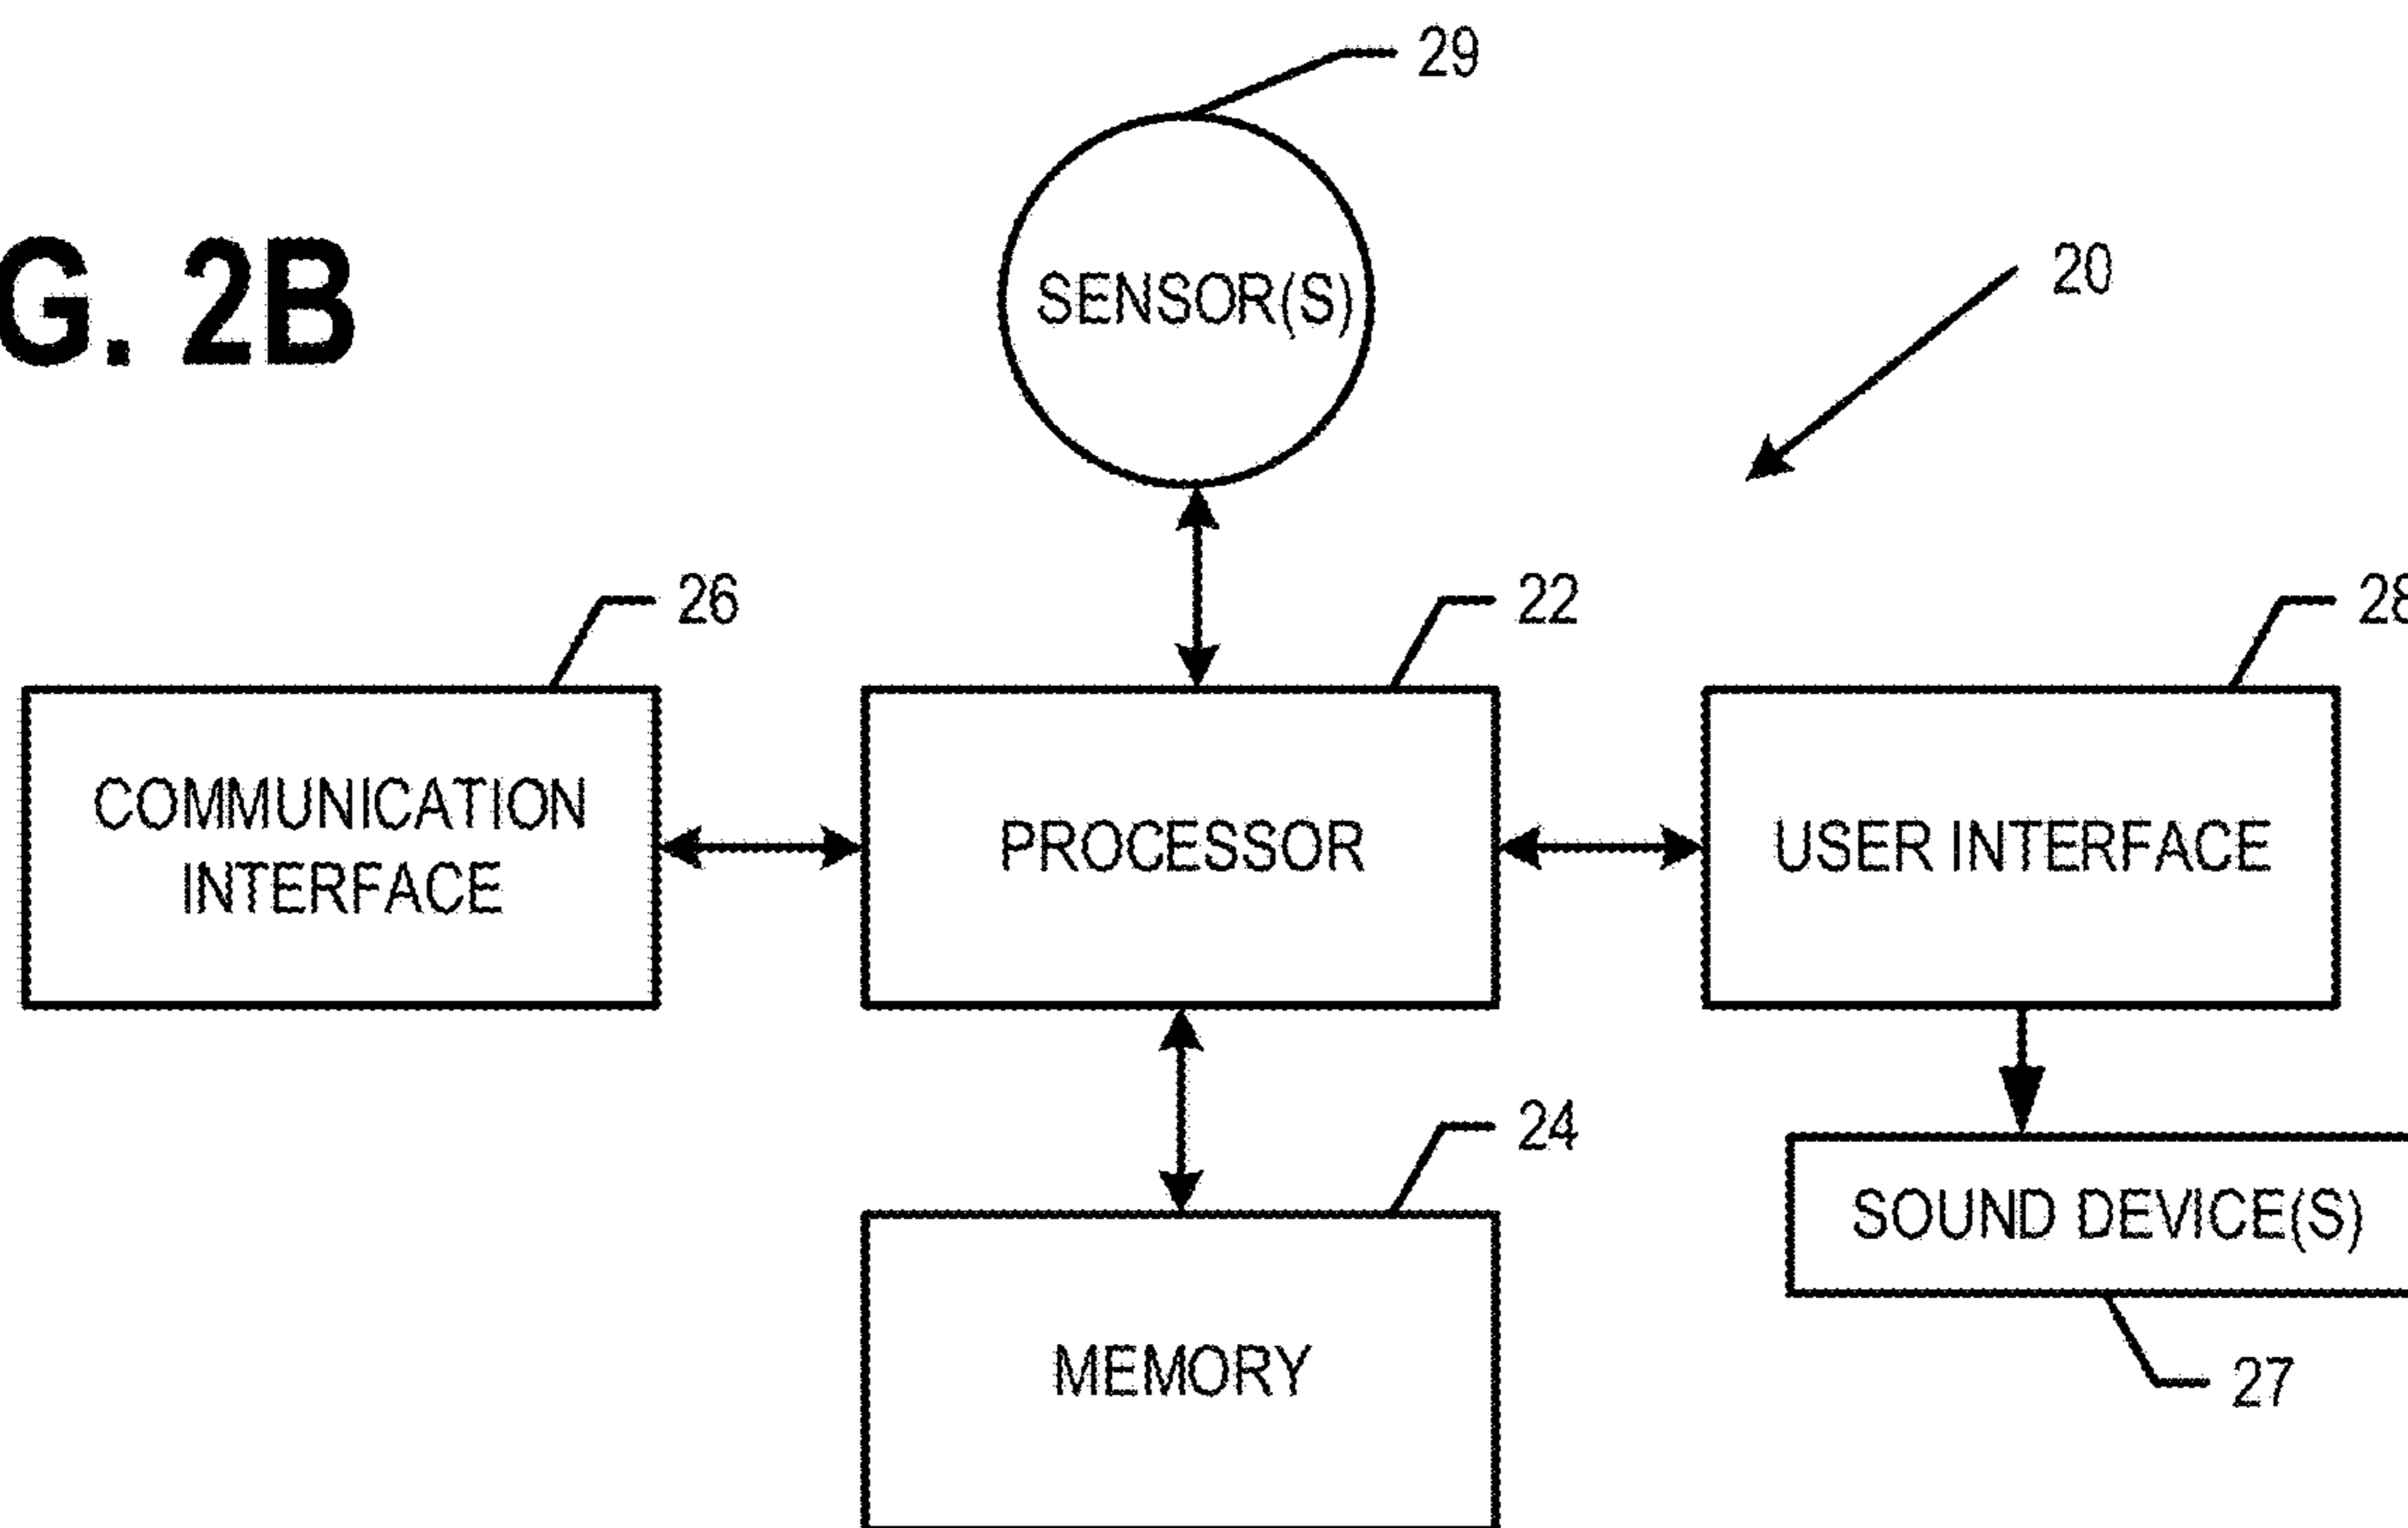 29
G. 2B
SENSOR(S)
20
26
22
28
COMMUNICATION
INTERFACE
PROCESSOR
USER INTERFACE
24
SOUND DEVICE(S)
MEMORY
27